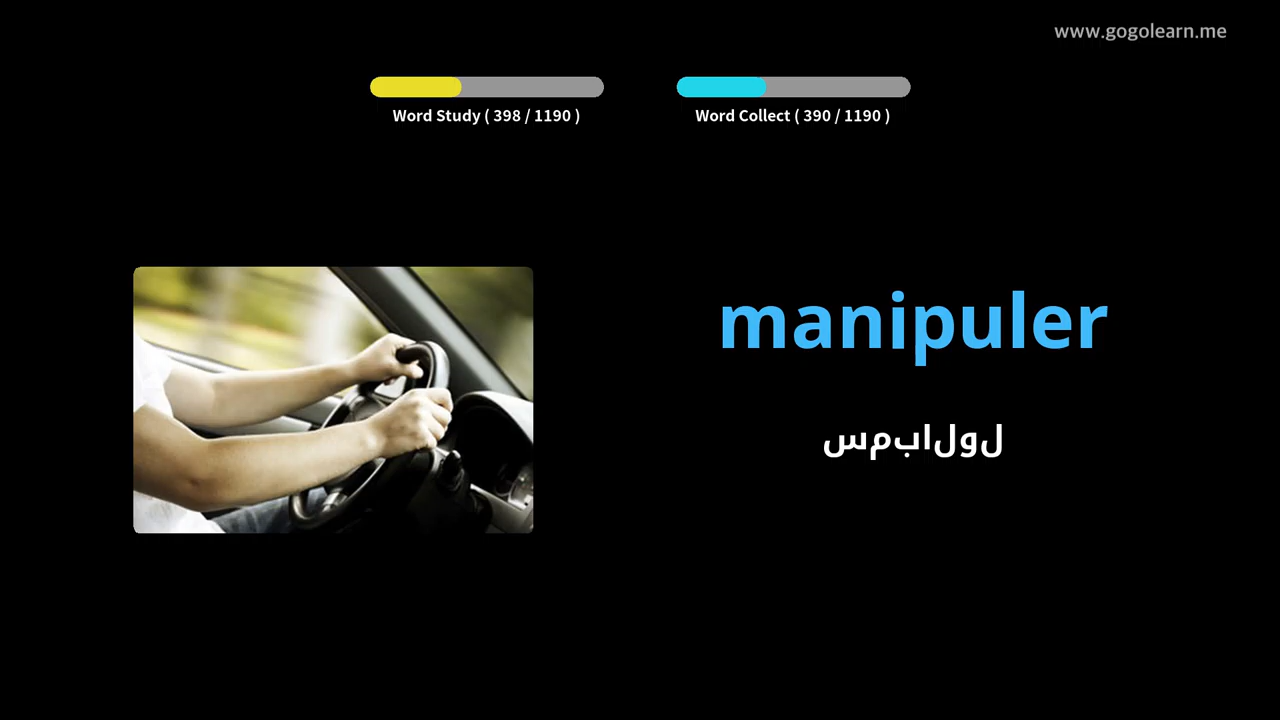 www.gogolearn.me
Word Study ( 398 / 1190 )
Word Collect ( 390 / 1190 )
manipuler
لولابمس